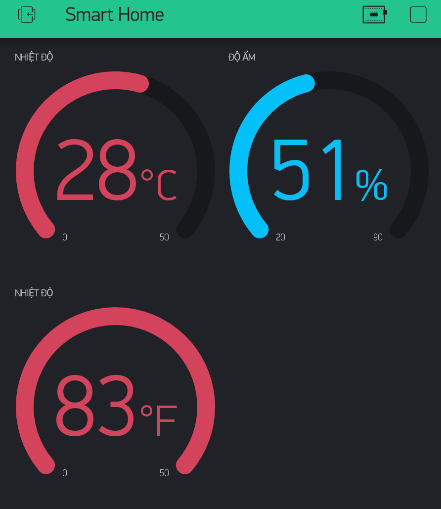 Smart Home
NHIỆT ĐỘ
28°C
0 50
ĐỘ ẨM
51%
20 90
NHIỆT ĐỘ
83°F
0 50